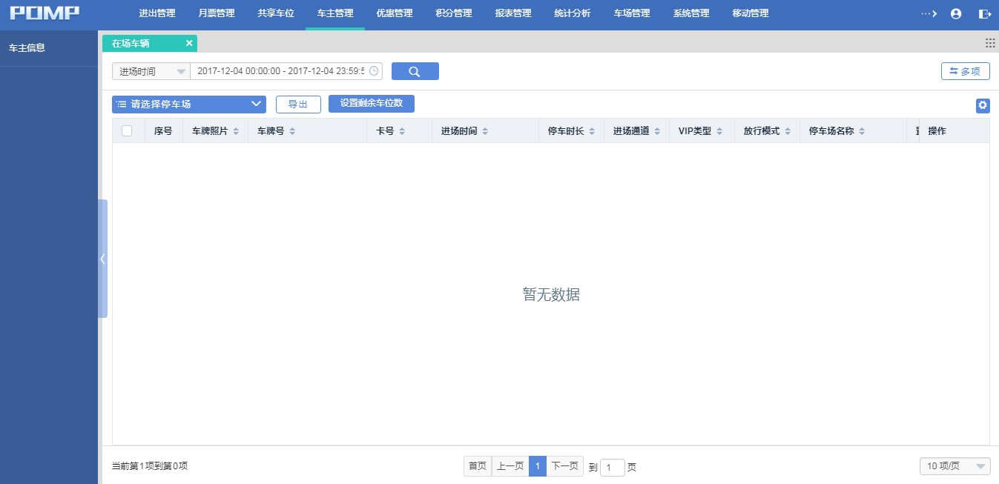 POMP 进出管理 月票管理 共享车位 车主管理 优惠管理 积分管理 报表管理 统计分析 车场管理 系统管理 移动管理
车主信息
在场车辆
进场时间 2017-12-04 00:00:00 - 2017-12-04 23:59:5
多项
请选择停车场 导出 设置剩余车位数
序号 车牌照片 车牌号 卡号 进场时间 停车时长 进场通道 VIP类型 放行模式 停车场名称 操作
暂无数据
当前第1项到第0项 首页 上一页 1 下一页 到 1 页 10 项/页